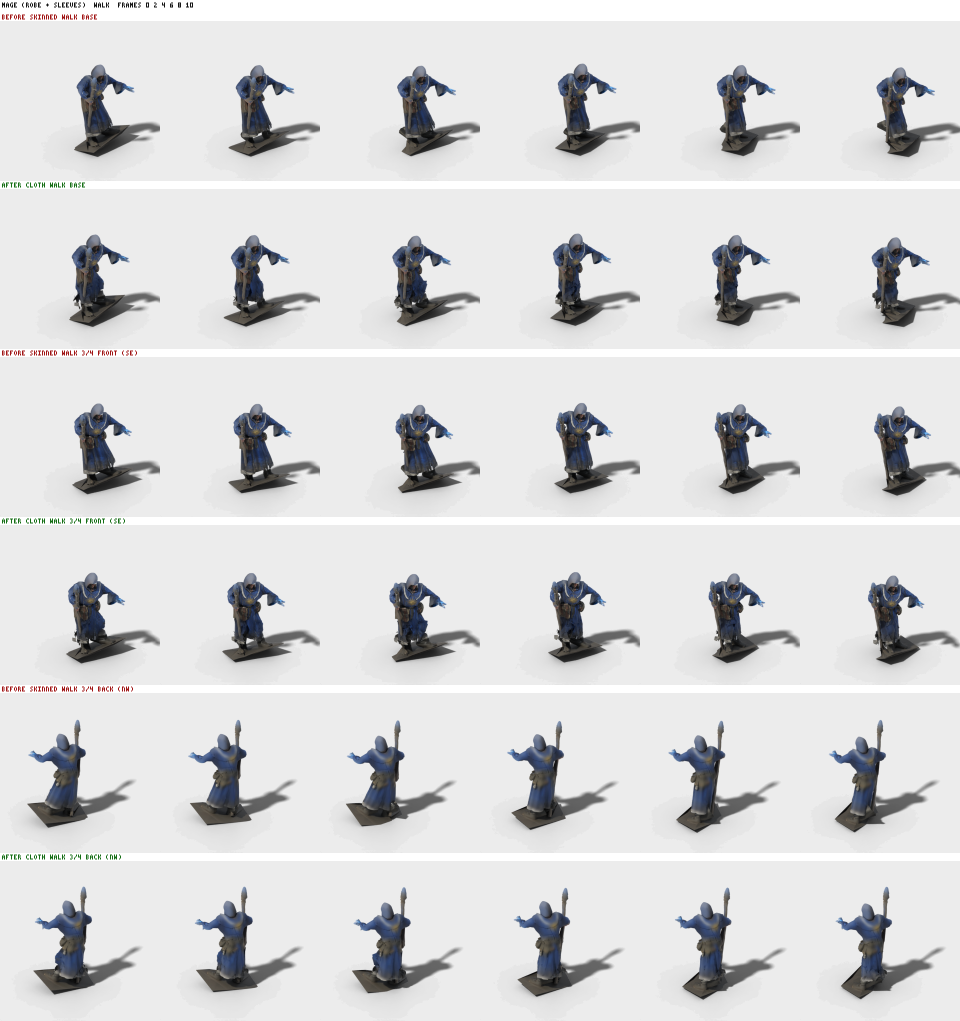 MAGE (ROBE + SLEEVES) WALK FRAMES 0 2 4 6 8 10
BEFORE SKINNED WALK BASE
AFTER CLOTH WALK BASE
BEFORE SKINNED WALK 3/4 FRONT (SE)
AFTER CLOTH WALK 3/4 FRONT (SE)
BEFORE SKINNED WALK 3/4 BACK (NW)
AFTER CLOTH WALK 3/4 BACK (NW)